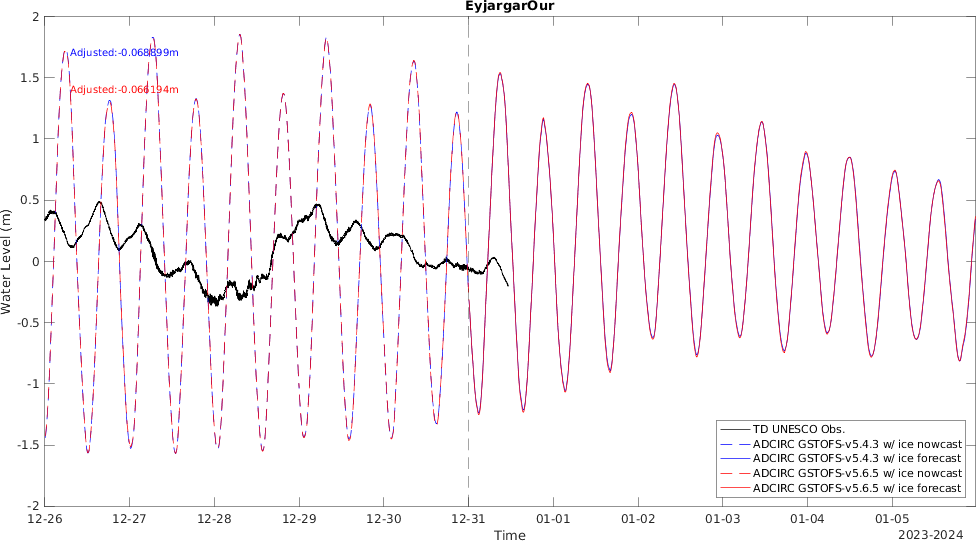 EyjargarOur
2
1.5
1
0.5
0
-0.5
-1
-1.5
-2
Water Level (m)
Adjusted:-0.068899m
Adjusted:-0.066194m
TD UNESCO Obs.
ADCIRC GSTOFS-v5.4.3 w/ ice nowcast
ADCIRC GSTOFS-v5.4.3 w/ ice forecast
ADCIRC GSTOFS-v5.6.5 w/ ice nowcast
ADCIRC GSTOFS-v5.6.5 w/ ice forecast
12-26 12-27 12-28 12-29 12-30 12-31 01-01 01-02 01-03 01-04 01-05
Time
2023-2024